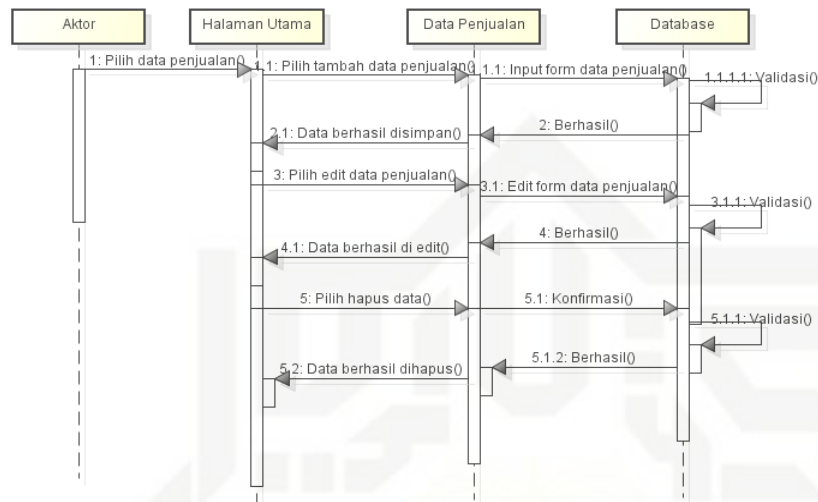 Aktor
Halaman Utama
Data Penjualan
Database
1: Pilih data penjualan()
1.1: Pilih tambah data penjualan()
1.1: Input form data penjualan()
1.1.1.1: Validasi()
2: Berhasil()
2.1: Data berhasil disimpan()
3: Pilih edit data penjualan()
3.1: Edit form data penjualan()
3.1.1: Validasi()
4: Berhasil()
4.1: Data berhasil di edit()
5: Pilih hapus data()
5.1: Konfirmasi()
5.1.1: Validasi()
5.1.2: Berhasil()
5.2: Data berhasil dihapus()